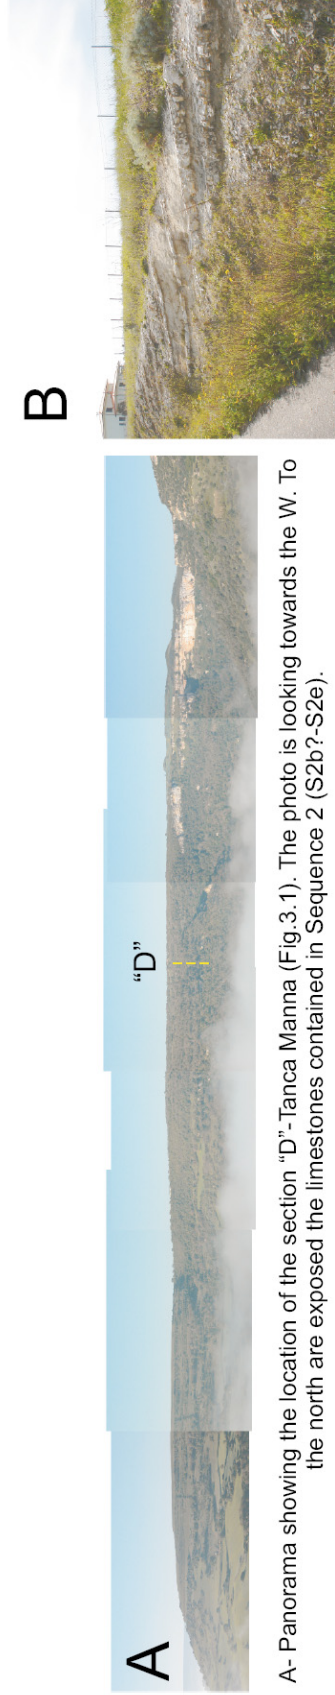 A
"D"
B
A- Panorama showing the location of the section "D"-Tanca Manna (Fig.3.1). The photo is looking towards the W. To
the north are exposed the limestones contained in Sequence 2 (S2b?-S2e).